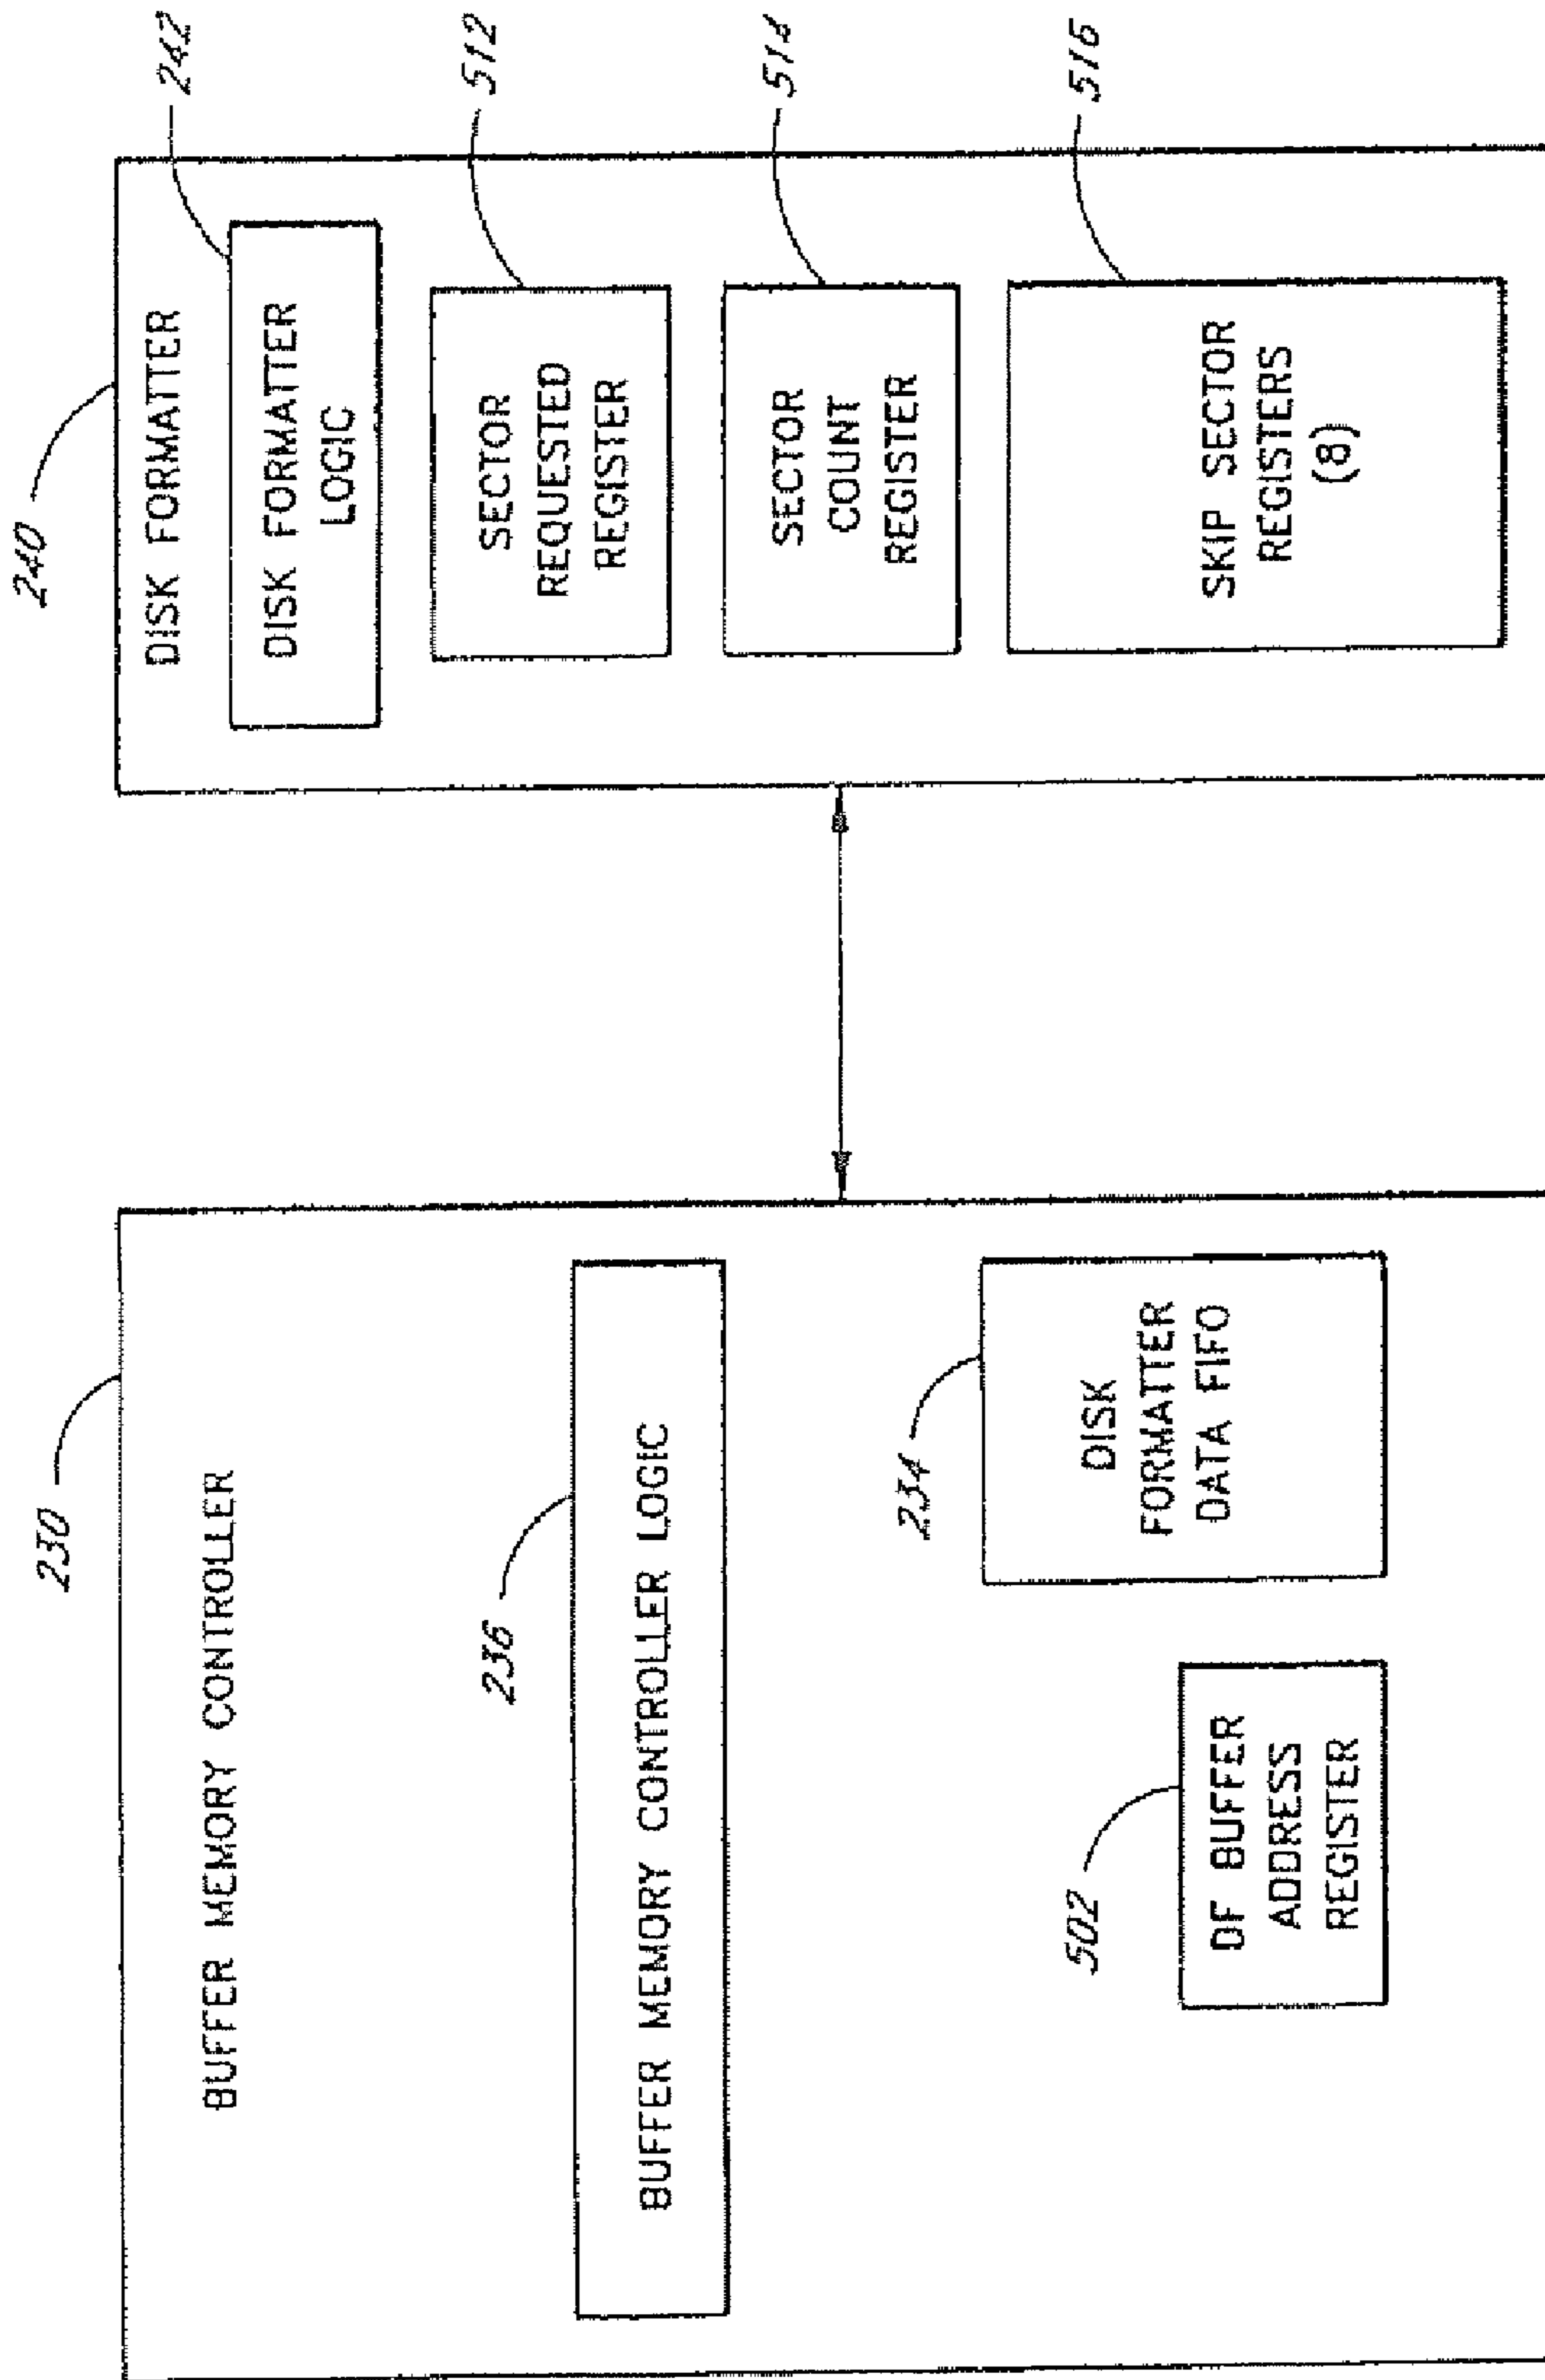 230
BUFFER MEMORY CONTROLLER
236
BUFFER MEMORY CONTROLLER LOGIC
502
DF BUFFER
ADDRESS
REGISTER
234
DISK
FORMATTER
DATA FIFO
240
DISK FORMATTER
242
DISK FORMATTER
LOGIC
512
SECTOR
REQUESTED
REGISTER
514
SECTOR
COUNT
REGISTER
516
SKIP SECTOR
REGISTERS
(8)